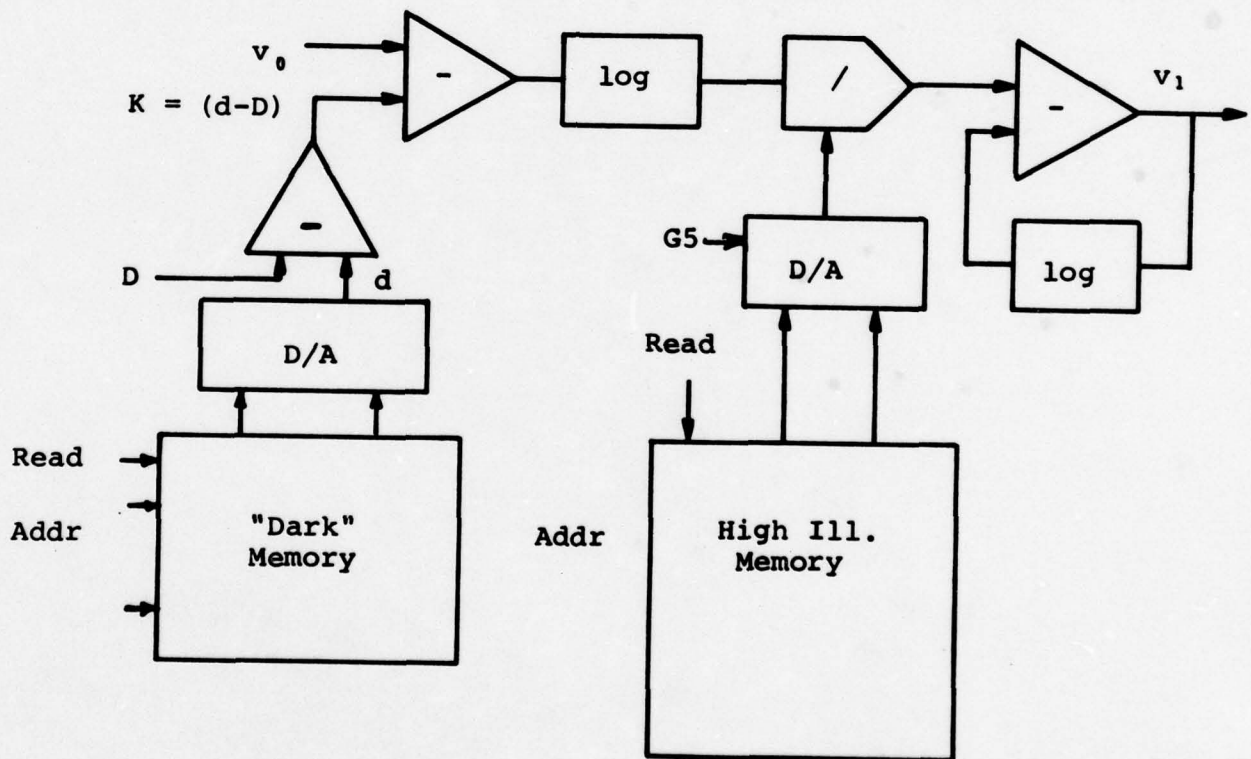 v₀
-
log
/
-
v₁
K = (d-D)
-
D
d
D/A
G5
D/A
log
Read
Read
Addr
"Dark"
Memory
Addr
High Ill.
Memory